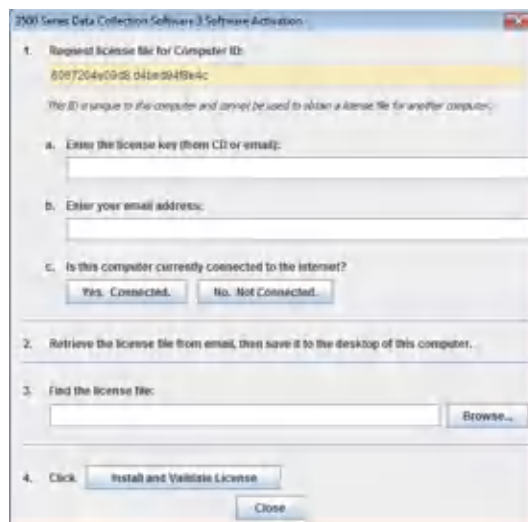 3500 Series Data Collection Software 3 Software Activation
1. Request license file for Computer ID:
This ID is unique to this computer and cannot be used to obtain a license file for another computer.
a. Enter the license key (from CD or email):
b. Enter your email address:
c. Is this computer currently connected to the internet?
Yes. Connected. No. Not Connected.
2. Retrieve the license file from email, then save it to the desktop of this computer.
3. Find the license file:
Browse...
4. Click Install and Validate License
Close